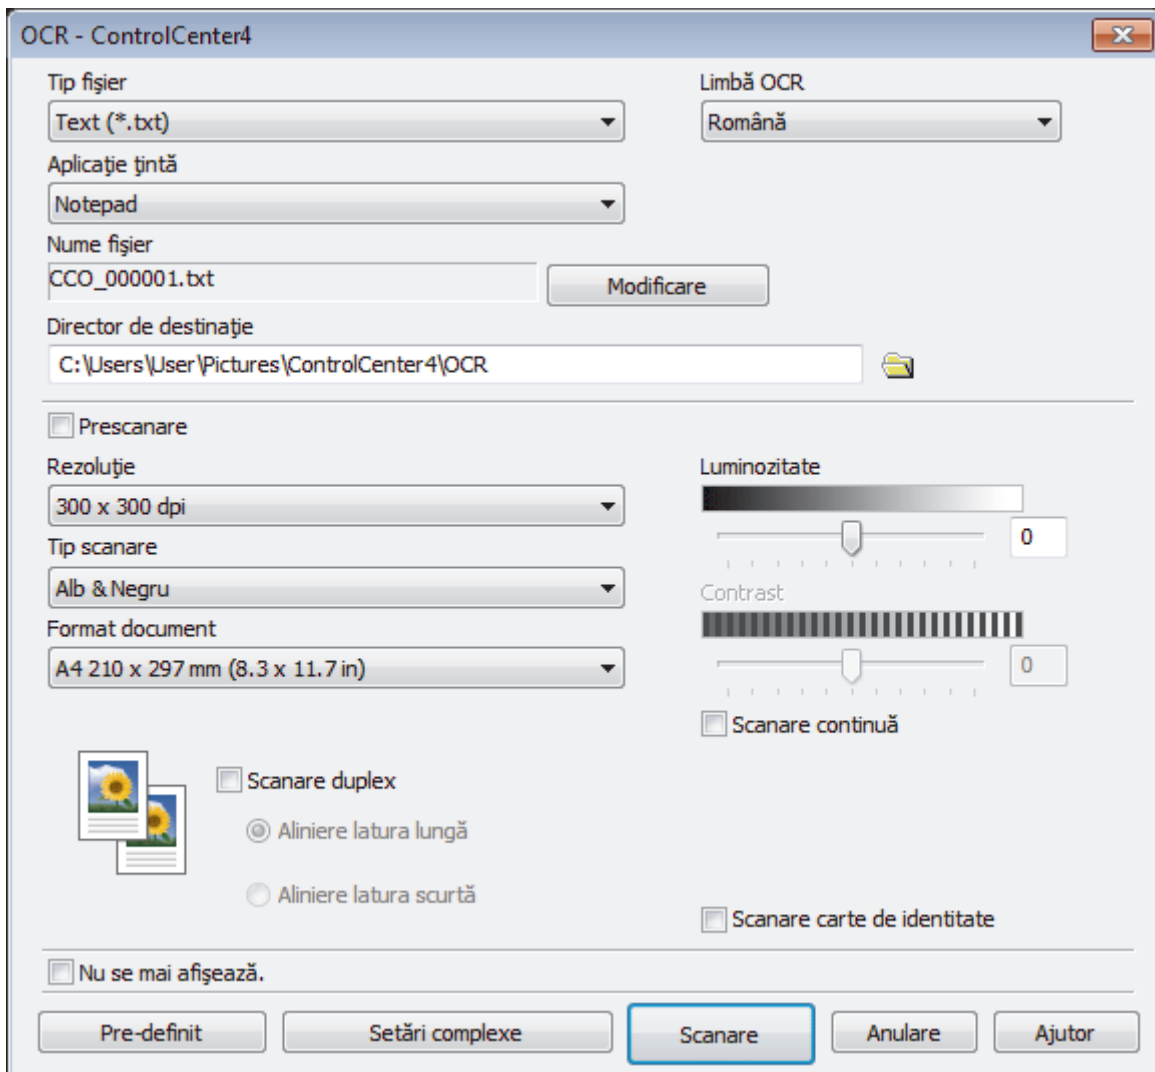 OCR - ControlCenter4
Tip fişier
Limbă OCR
Text (*.txt)
Română
Aplicaţie ţintă
Notepad
Nume fişier
CCO_000001.txt
Modificare
Director de destinaţie
C:\Users\User\Pictures\ControlCenter4\OCR
Prescanare
Rezoluţie
Luminozitate
300 x 300 dpi
0
Tip scanare
Alb & Negru
Contrast
Format document
A4 210 x 297 mm (8.3 x 11.7 in)
0
Scanare continuă
Scanare duplex
Aliniere latura lungă
Aliniere latura scurtă
Scanare carte de identitate
Nu se mai afişează.
Pre-definit
Setări complexe
Scanare
Anulare
Ajutor